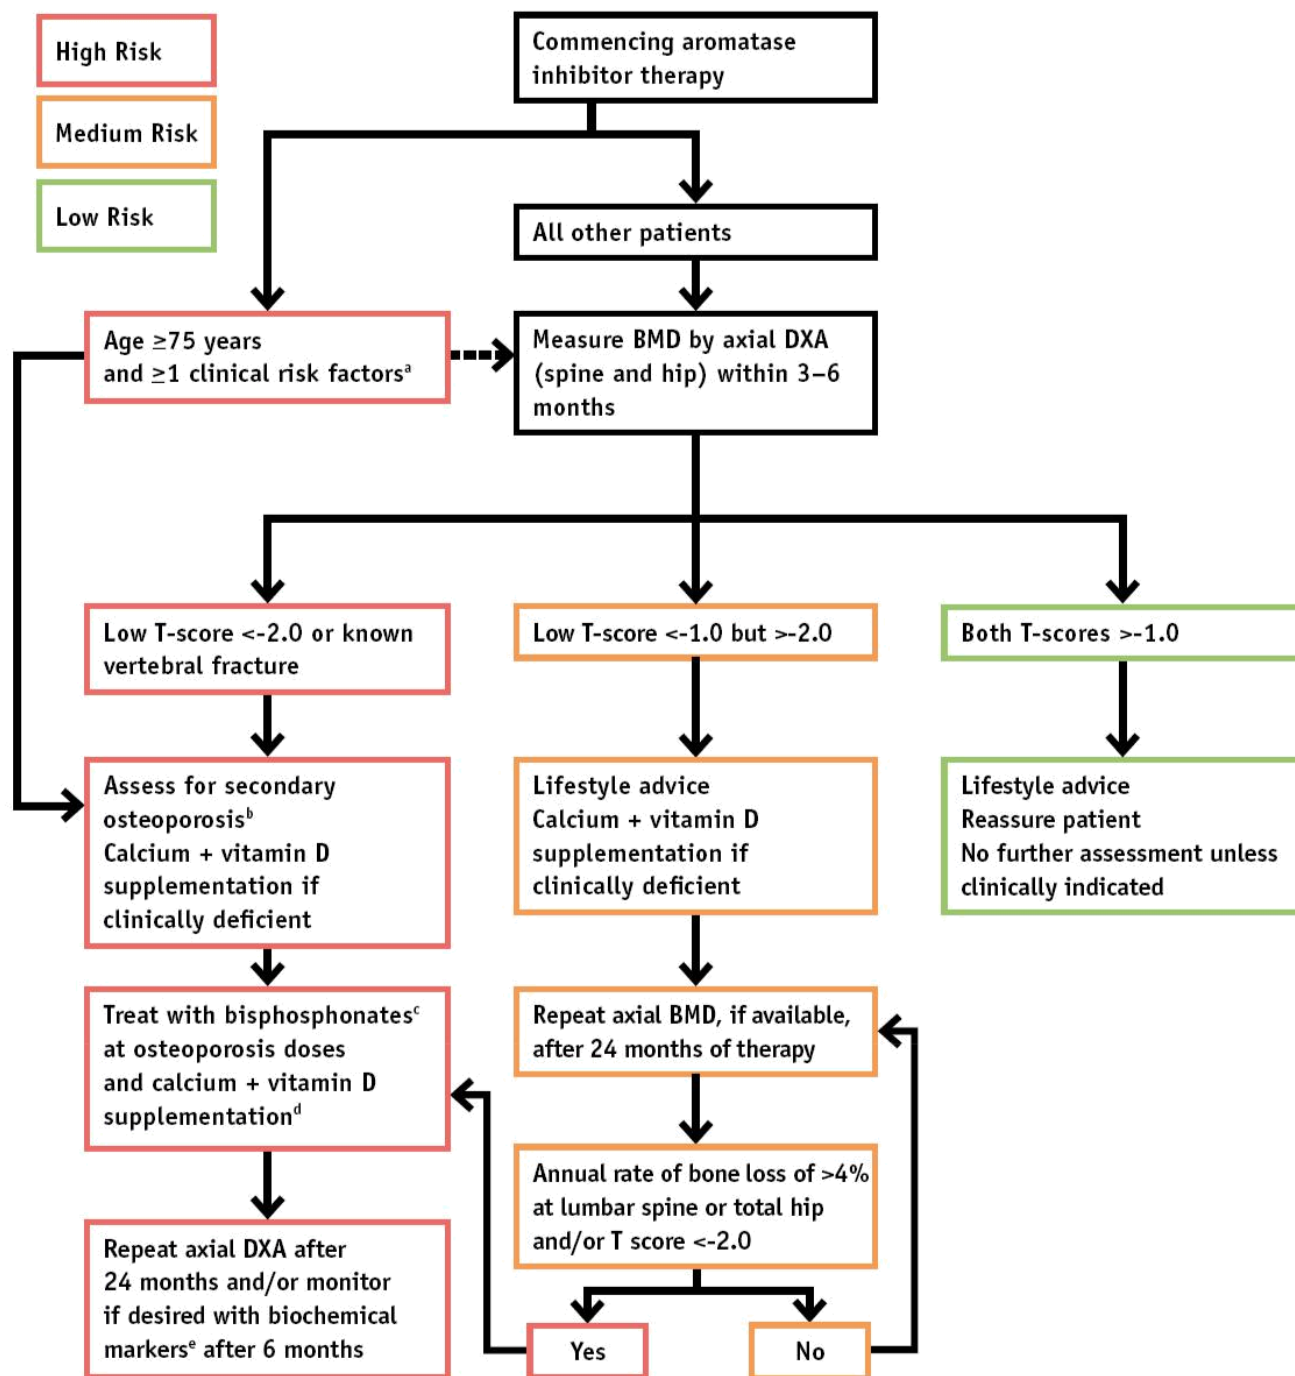 High Risk
Medium Risk
Low Risk
Commencing aromatase
inhibitor therapy
All other patients
Age ≥75 years
and ≥1 clinical risk factorsᵃ
Measure BMD by axial DXA
(spine and hip) within 3–6
months
Low T-score <-2.0 or known
vertebral fracture
Low T-score <-1.0 but >-2.0
Both T-scores >-1.0
Assess for secondary
osteoporosisᵇ
Calcium + vitamin D
supplementation if
clinically deficient
Lifestyle advice
Calcium + vitamin D
supplementation if
clinically deficient
Lifestyle advice
Reassure patient
No further assessment unless
clinically indicated
Treat with bisphosphonatesᶜ
at osteoporosis doses
and calcium + vitamin D
supplementationᵈ
Repeat axial BMD, if available,
after 24 months of therapy
Annual rate of bone loss of >4%
at lumbar spine or total hip
and/or T score <-2.0
Repeat axial DXA after
24 months and/or monitor
if desired with biochemical
markersᵉ after 6 months
Yes
No